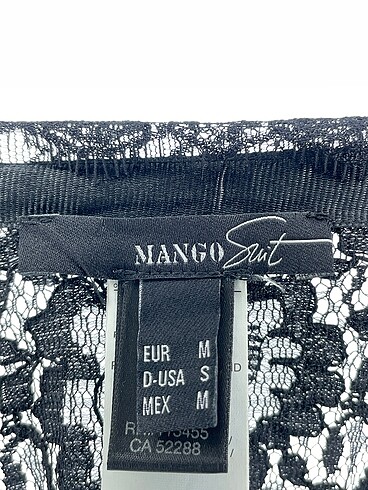 MANGO Suit
EUR M
D-USA S
MEX M
CA 52288